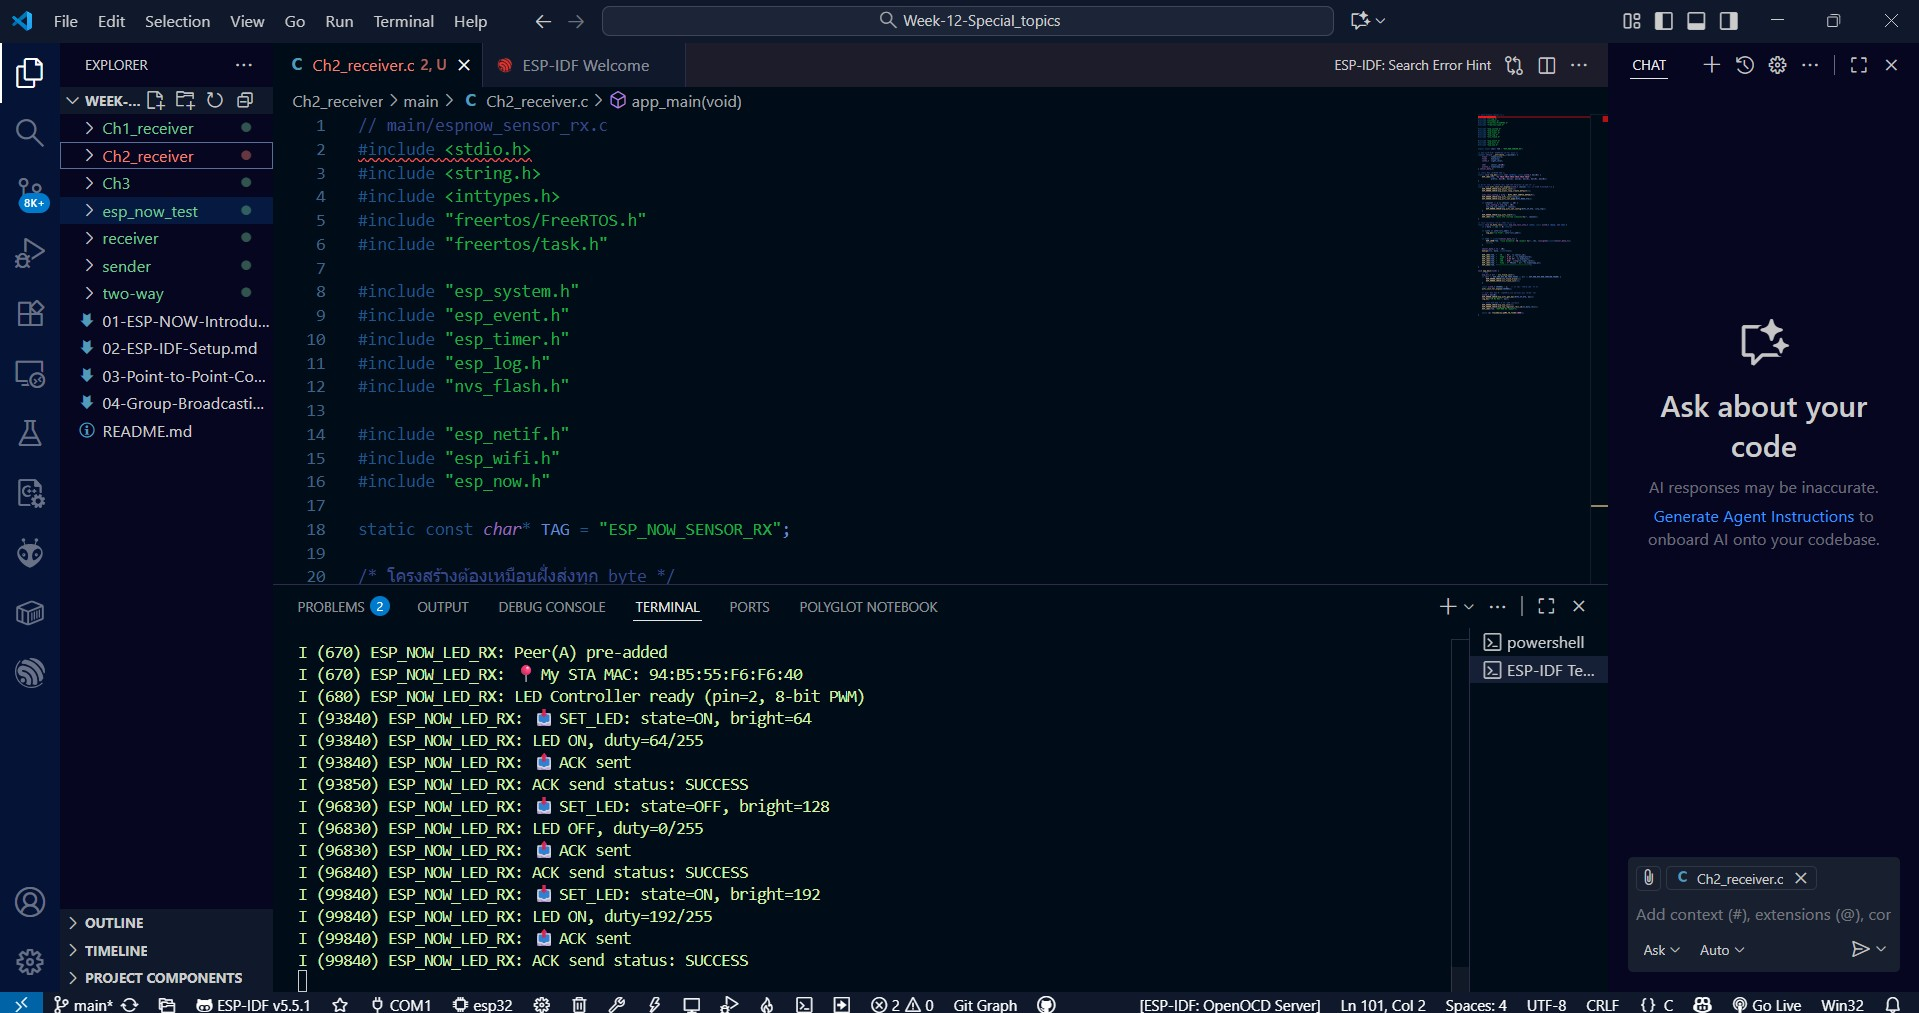 File Edit Selection View Go Run Terminal Help
Week-12-Special_topics
EXPLORER
WEEK-...
Ch1_receiver
Ch2_receiver
Ch3
esp_now_test
receiver
sender
two-way
01-ESP-NOW-Introdu...
02-ESP-IDF-Setup.md
03-Point-to-Point-Co...
04-Group-Broadcasti...
README.md
8K+
OUTLINE
TIMELINE
PROJECT COMPONENTS
Ch2_receiver.c 2, U
ESP-IDF Welcome
ESP-IDF: Search Error Hint
Ch2_receiver > main > C Ch2_receiver.c > app_main(void)
1 // main/espnow_sensor_rx.c
2 #include <stdio.h>
3 #include <string.h>
4 #include <inttypes.h>
5 #include "freertos/FreeRTOS.h"
6 #include "freertos/task.h"
7
8 #include "esp_system.h"
9 #include "esp_event.h"
10 #include "esp_timer.h"
11 #include "esp_log.h"
12 #include "nvs_flash.h"
13
14 #include "esp_netif.h"
15 #include "esp_wifi.h"
16 #include "esp_now.h"
17
18 static const char* TAG = "ESP_NOW_SENSOR_RX";
19
20 /* โครงสร้างต้องเหมือนฝั่งส่งทุก byte */
PROBLEMS 2 OUTPUT DEBUG CONSOLE TERMINAL PORTS POLYGLOT NOTEBOOK
powershell
ESP-IDF Te...
I (670) ESP_NOW_LED_RX: Peer(A) pre-added
I (670) ESP_NOW_LED_RX: 📍 My STA MAC: 94:B5:55:F6:F6:40
I (680) ESP_NOW_LED_RX: LED Controller ready (pin=2, 8-bit PWM)
I (93840) ESP_NOW_LED_RX: 📥 SET_LED: state=ON, bright=64
I (93840) ESP_NOW_LED_RX: LED ON, duty=64/255
I (93840) ESP_NOW_LED_RX: 📤 ACK sent
I (93850) ESP_NOW_LED_RX: ACK send status: SUCCESS
I (96830) ESP_NOW_LED_RX: 📥 SET_LED: state=OFF, bright=128
I (96830) ESP_NOW_LED_RX: LED OFF, duty=0/255
I (96830) ESP_NOW_LED_RX: 📤 ACK sent
I (96840) ESP_NOW_LED_RX: ACK send status: SUCCESS
I (99840) ESP_NOW_LED_RX: 📥 SET_LED: state=ON, bright=192
I (99840) ESP_NOW_LED_RX: LED ON, duty=192/255
I (99840) ESP_NOW_LED_RX: 📤 ACK sent
I (99840) ESP_NOW_LED_RX: ACK send status: SUCCESS
CHAT
Ask about your
code
AI responses may be inaccurate.
Generate Agent Instructions to
onboard AI onto your codebase.
C Ch2_receiver.c
Add context (#), extensions (@), cor
Ask Auto
main* ESP-IDF v5.5.1 COM1 esp32 2 0 Git Graph [ESP-IDF: OpenOCD Server] Ln 101, Col 2 Spaces: 4 UTF-8 CRLF {} C Go Live Win32